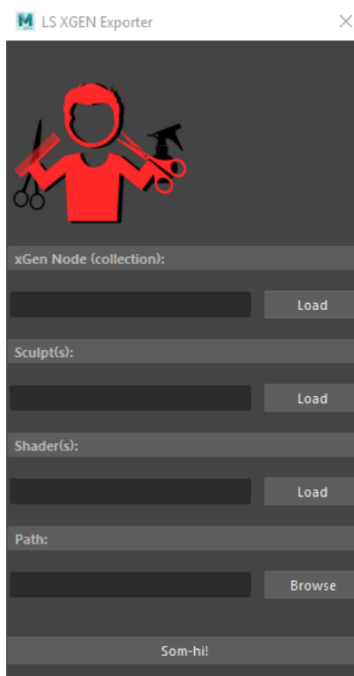 LS XGEN Exporter
xGen Node (collection):
Load
Sculpt(s):
Load
Shader(s):
Load
Path:
Browse
Som-hi!